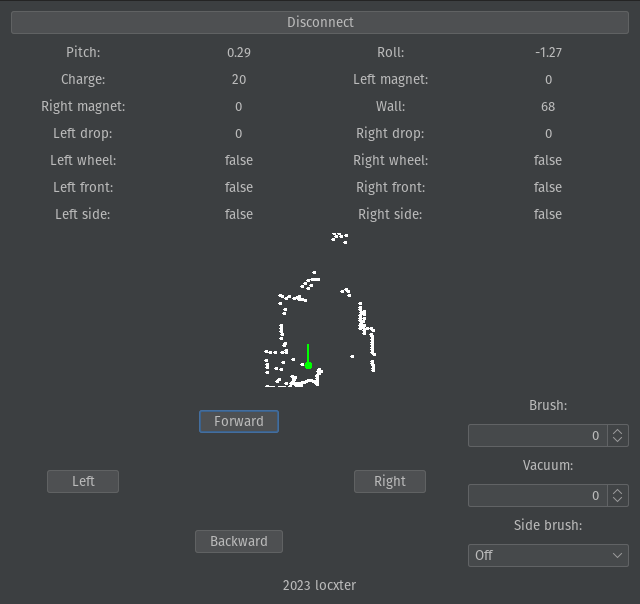 Disconnect
Pitch: 0.29 Roll: -1.27
Charge: 20 Left magnet: 0
Right magnet: 0 Wall: 68
Left drop: 0 Right drop: 0
Left wheel: false Right wheel: false
Left front: false Right front: false
Left side: false Right side: false
Brush:
Forward
0
Vacuum:
Left Right
0
Side brush:
Backward
Off
2023 locxter